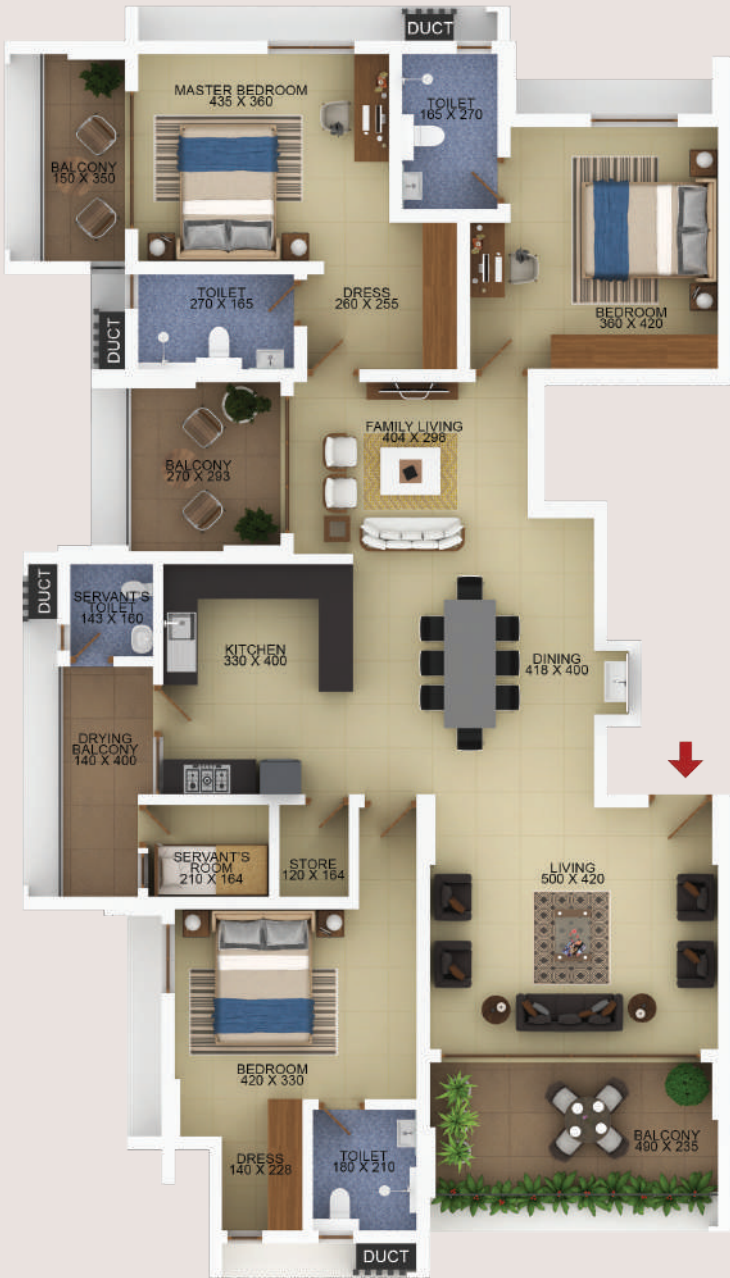 DUCT
MASTER BEDROOM
435 X 360
TOILET
165 X 270
BALCONY
150 X 350
TOILET
270 X 165
DRESS
260 X 255
BEDROOM
360 X 420
DUCT
FAMILY LIVING
404 X 298
BALCONY
270 X 293
DUCT
SERVANT'S
TOILET
143 X 160
KITCHEN
330 X 400
DINING
418 X 400
DRYING
BALCONY
140 X 400
SERVANT'S
ROOM
210 X 164
STORE
120 X 164
LIVING
500 X 420
BEDROOM
420 X 330
DRESS
140 X 228
TOILET
180 X 210
BALCONY
490 X 235
DUCT